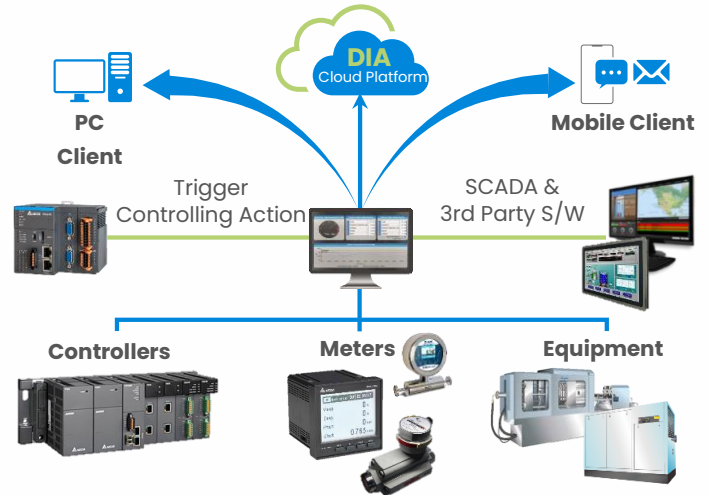 DIA
Cloud Platform
PC
Client
Mobile Client
Trigger
Controlling Action
SCADA &
3rd Party S/W
Controllers
Meters
Equipment